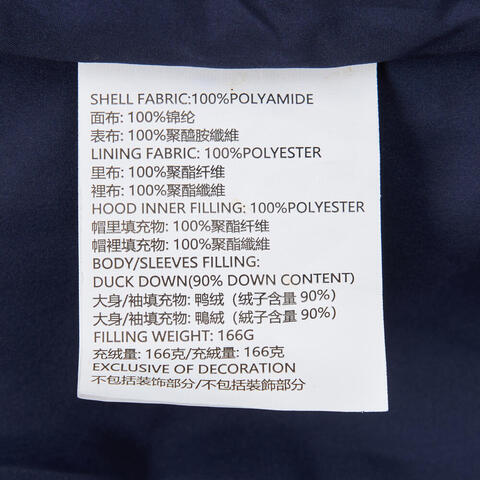 SHELL FABRIC:100%POLYAMIDE
面布: 100%锦纶
表布: 100%聚醯胺纖維
LINING FABRIC: 100%POLYESTER
里布: 100%聚酯纤维
裡布: 100%聚酯纖維
HOOD INNER FILLING: 100%POLYESTER
帽里填充物: 100%聚酯纤维
帽裡填充物: 100%聚酯纖維
BODY/SLEEVES FILLING:
DUCK DOWN(90% DOWN CONTENT)
大身/袖填充物: 鸭绒（绒子含量 90%）
大身/袖填充物: 鴨絨（絨子含量 90%）
FILLING WEIGHT: 166G
充绒量: 166克/充絨量: 166克
EXCLUSIVE OF DECORATION
不包括装饰部分/不包括裝飾部分